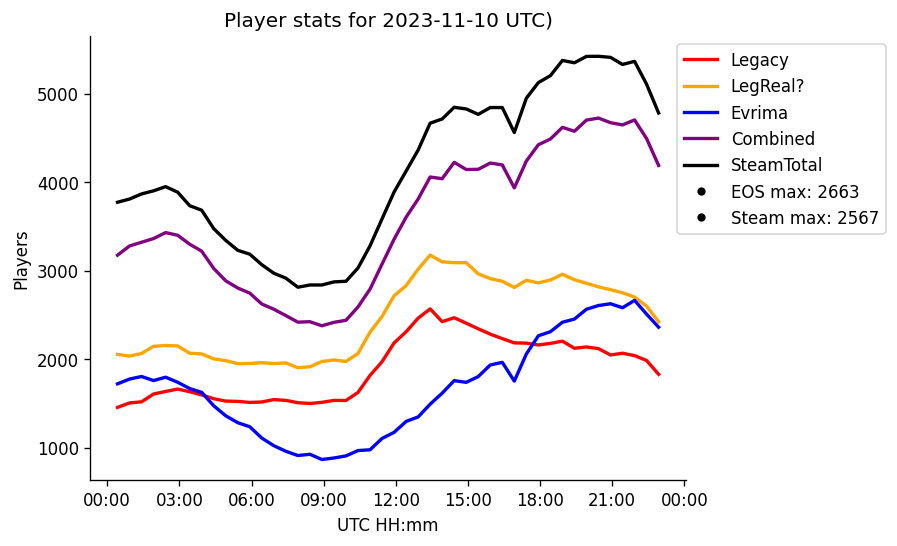 Player stats for 2023-11-10 UTC)
Legacy
LegReal?
Evrima
Combined
SteamTotal
EOS max: 2663
Steam max: 2567
Players
5000
4000
3000
2000
1000
00:00 03:00 06:00 09:00 12:00 15:00 18:00 21:00 00:00
UTC HH:mm